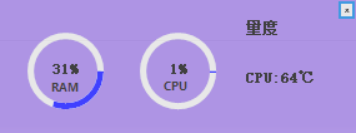 量度
31%
RAM
1%
CPU
CPU:64℃